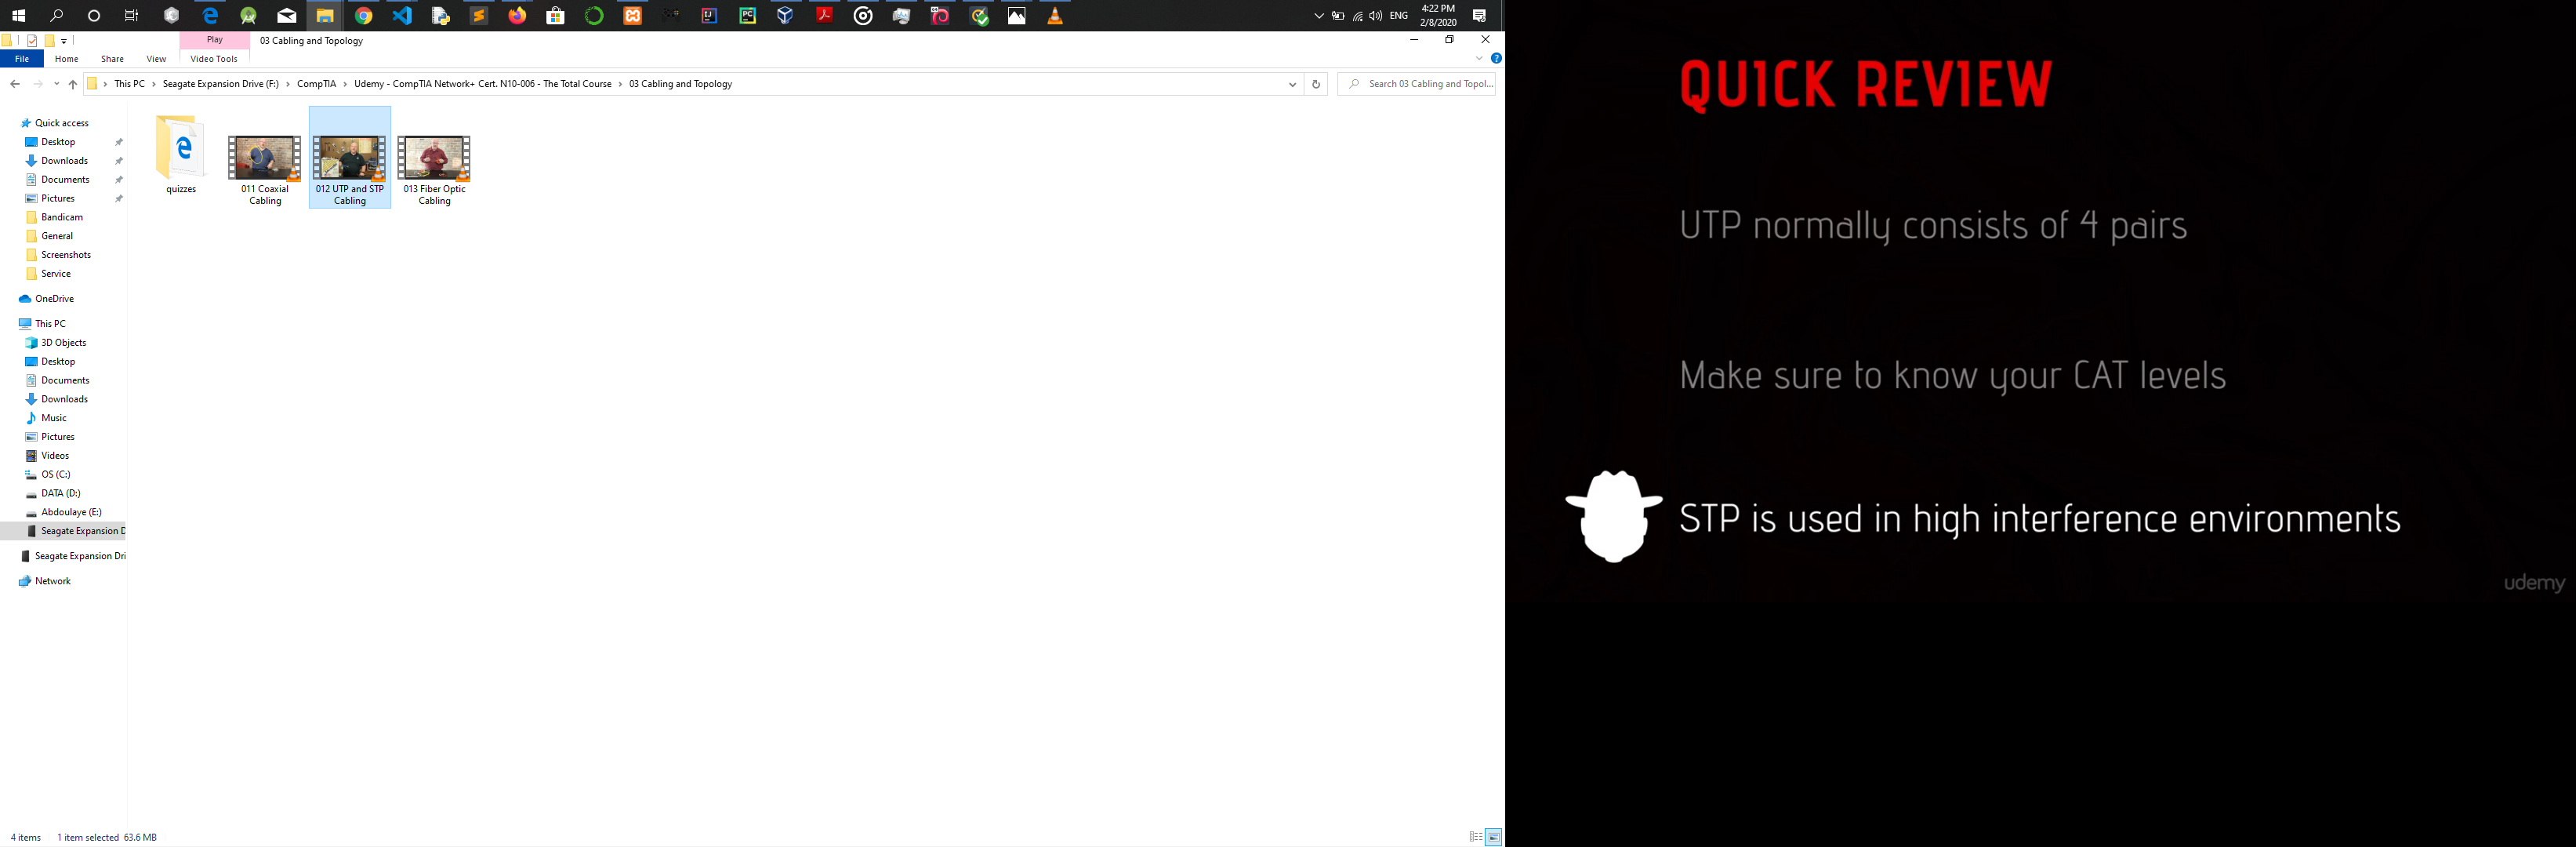 4:22 PM
ENG
2/8/2020
Play
03 Cabling and Topology
File
Home
Share
View
Video Tools
This PC
Seagate Expansion Drive (F:)
CompTIA
Udemy - CompTIA Network+ Cert. N10-006 - The Total Course
03 Cabling and Topology
Search 03 Cabling and Topol...
Quick access
Desktop
Downloads
Documents
Pictures
Bandicam
General
Screenshots
Service
OneDrive
This PC
3D Objects
Desktop
Documents
Downloads
Music
Pictures
Videos
OS (C:)
DATA (D:)
Abdoulaye (E:)
Seagate Expansion D
Seagate Expansion Dri
Network
quizzes
011 Coaxial
Cabling
012 UTP and STP
Cabling
013 Fiber Optic
Cabling
4 items
1 item selected 63.6 MB
QUICK REVIEW
UTP normally consists of 4 pairs
Make sure to know your CAT levels
STP is used in high interference environments
udemy